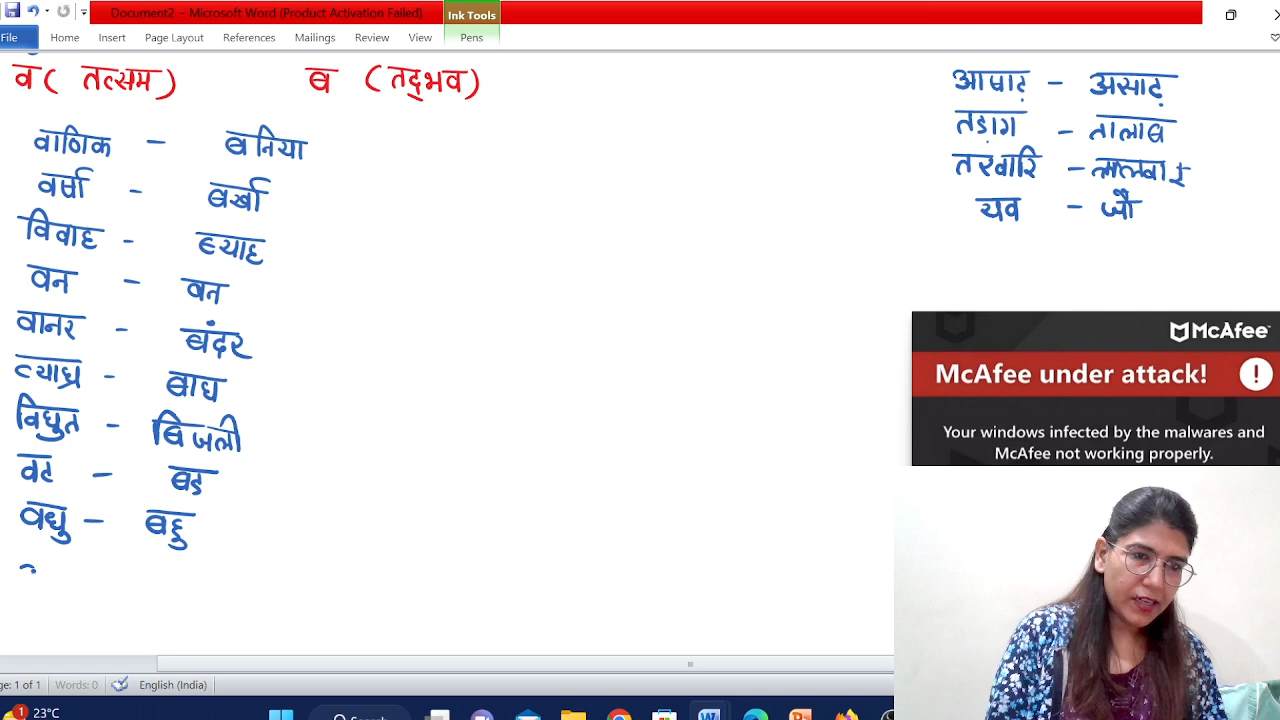 Document2 - Microsoft Word (Product Activation Failed)
Ink Tools
File Home Insert Page Layout References Mailings Review View Pens
व ( तत्सम) ब (तद्भव)
वाणिक - बनिया
वर्षा - बर्खा
विवाह - ब्याह
वन - बन
वानर - बंदर
व्याघ्र - बाघ
विधुत - बिजली
वट - बड
वधु - बहु
आषाढ़ - असाढ़
तड़ाग - तालाब
तरवारि - तलवार
यव - जौ
McAfee
McAfee under attack!
Your windows infected by the malwares and
McAfee not working properly.
ge: 1 of 1 Words: 0 English (India)
1 23°C
Search